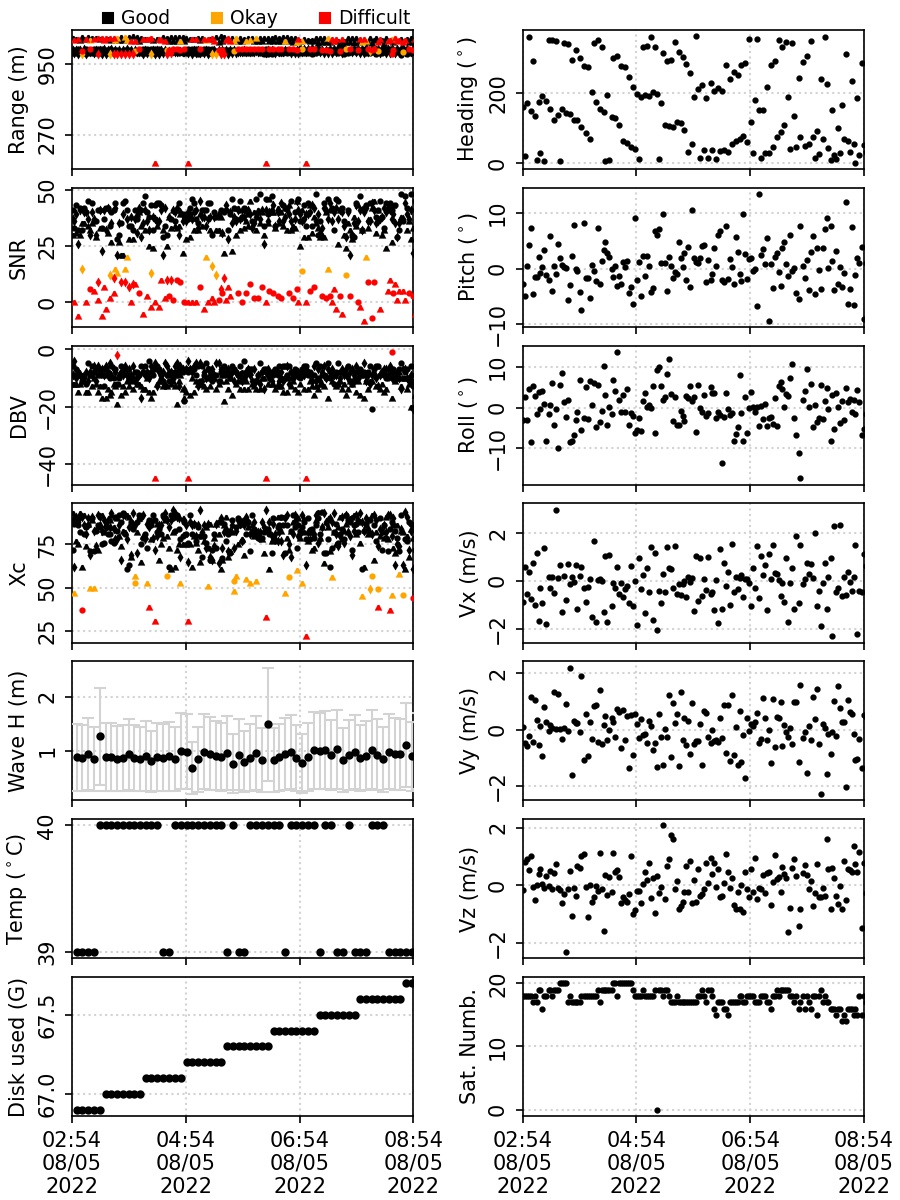 Good Okay Difficult
Range (m)
950
270
Heading (°)
200
0
SNR
50
25
0
Pitch (°)
10
0
−10
DBV
0
−20
−40
Roll (°)
10
0
−10
Xc
75
50
25
Vx (m/s)
2
0
−2
Wave H (m)
2
1
Vy (m/s)
2
0
−2
Temp (°C)
40
39
Vz (m/s)
2
0
−2
Disk used (G)
67.5
67.0
Sat. Numb.
20
10
0
02:54 04:54 06:54 08:54
08/05 08/05 08/05 08/05
2022 2022 2022 2022
02:54 04:54 06:54 08:54
08/05 08/05 08/05 08/05
2022 2022 2022 2022